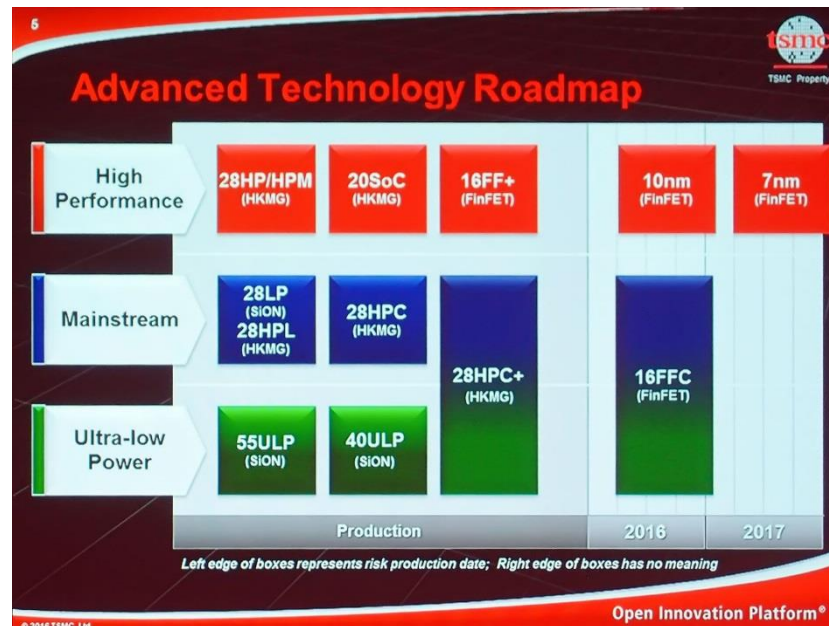 5
tsmc
TSMC Property
Advanced Technology Roadmap
High
Performance
28HP/HPM
(HKMG)
20SoC
(HKMG)
16FF+
(FinFET)
10nm
(FinFET)
7nm
(FinFET)
Mainstream
28LP
(SiON)
28HPL
(HKMG)
28HPC
(HKMG)
28HPC+
(HKMG)
16FFC
(FinFET)
Ultra-low
Power
55ULP
(SiON)
40ULP
(SiON)
Production
2016
2017
Left edge of boxes represents risk production date; Right edge of boxes has no meaning
Open Innovation Platform®
© 2016 TSMC, Ltd